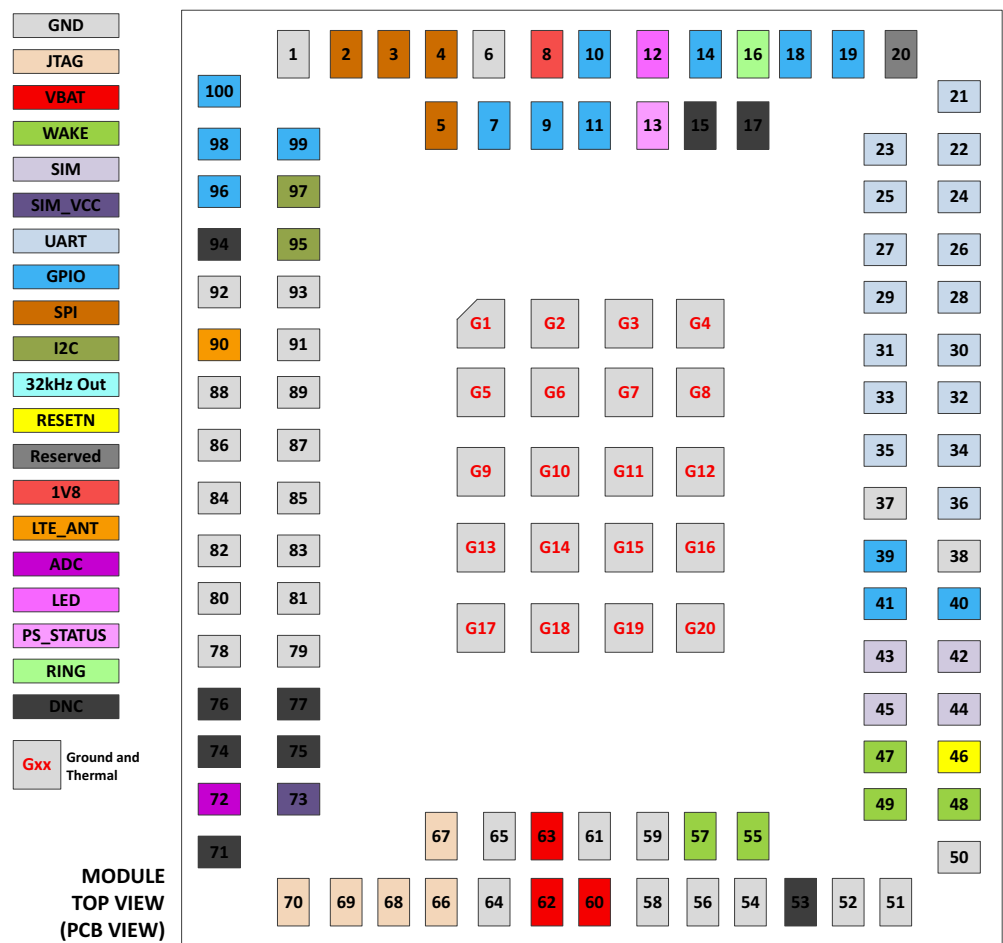 GND
JTAG
VBAT
WAKE
SIM
SIM_VCC
UART
GPIO
SPI
I2C
32kHz Out
RESETN
Reserved
1V8
LTE_ANT
ADC
LED
PS_STATUS
RING
DNC
Gxx
Ground and
Thermal
MODULE
TOP VIEW
(PCB VIEW)
1 2 3 4 6 8 10 12 14 16 18 19 20
100 21
5 7 9 11 13 15 17
98 99 23 22
96 97 25 24
94 95 27 26
92 93 29 28
G1 G2 G3 G4
90 91 31 30
88 89 G5 G6 G7 G8 33 32
86 87 35 34
G9 G10 G11 G12
84 85 37 36
82 83 G13 G14 G15 G16 39 38
80 81 41 40
G17 G18 G19 G20
78 79 43 42
76 77 45 44
74 75 47 46
72 73 49 48
67 65 63 61 59 57 55
71 50
70 69 68 66 64 62 60 58 56 54 53 52 51